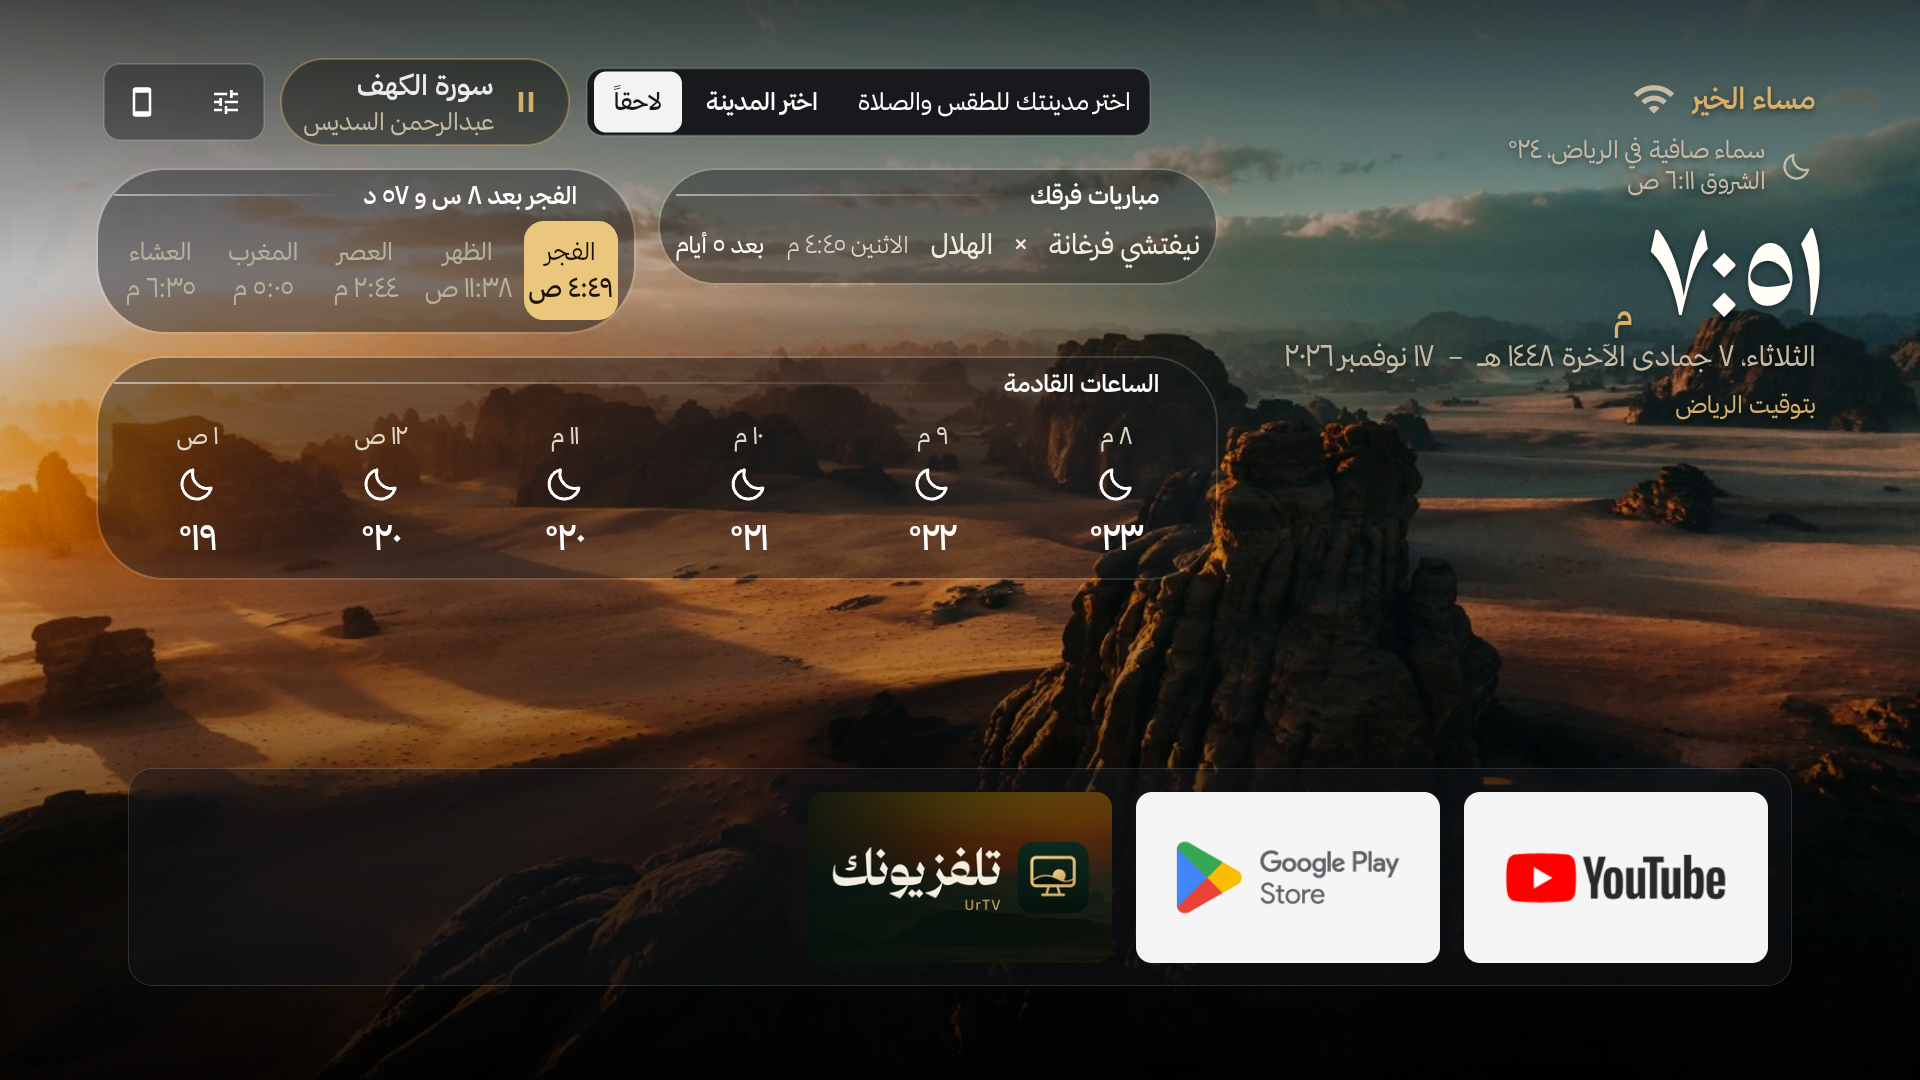 مساء الخير
سماء صافية في الرياض، ٢٤°
الشروق ٦:١١ ص
٧:٥١ م
الثلاثاء، ٧ جمادى الآخرة ١٤٤٨ هـ – ١٧ نوفمبر ٢٠٢٦
بتوقيت الرياض
اختر مدينتك للطقس والصلاة اختر المدينة لاحقاً
سورة الكهف
عبدالرحمن السديس
مباريات فرقك
نيفتشي فرغانة × الهلال الاثنين ٤:٤٥ م بعد ٥ أيام
الفجر بعد ٨ س و ٥٧ د
الفجر الظهر العصر المغرب العشاء
٤:٤٩ ص ١١:٣٨ ص ٢:٤٤ م ٥:٠٥ م ٦:٣٥ م
الساعات القادمة
٨ م ٩ م ١٠ م ١١ م ١٢ ص ١ ص
٢٣° ٢٢° ٢١° ٢٠° ٢٠° ١٩°
YouTube
Google Play
Store
تلفزيونك
UrTV